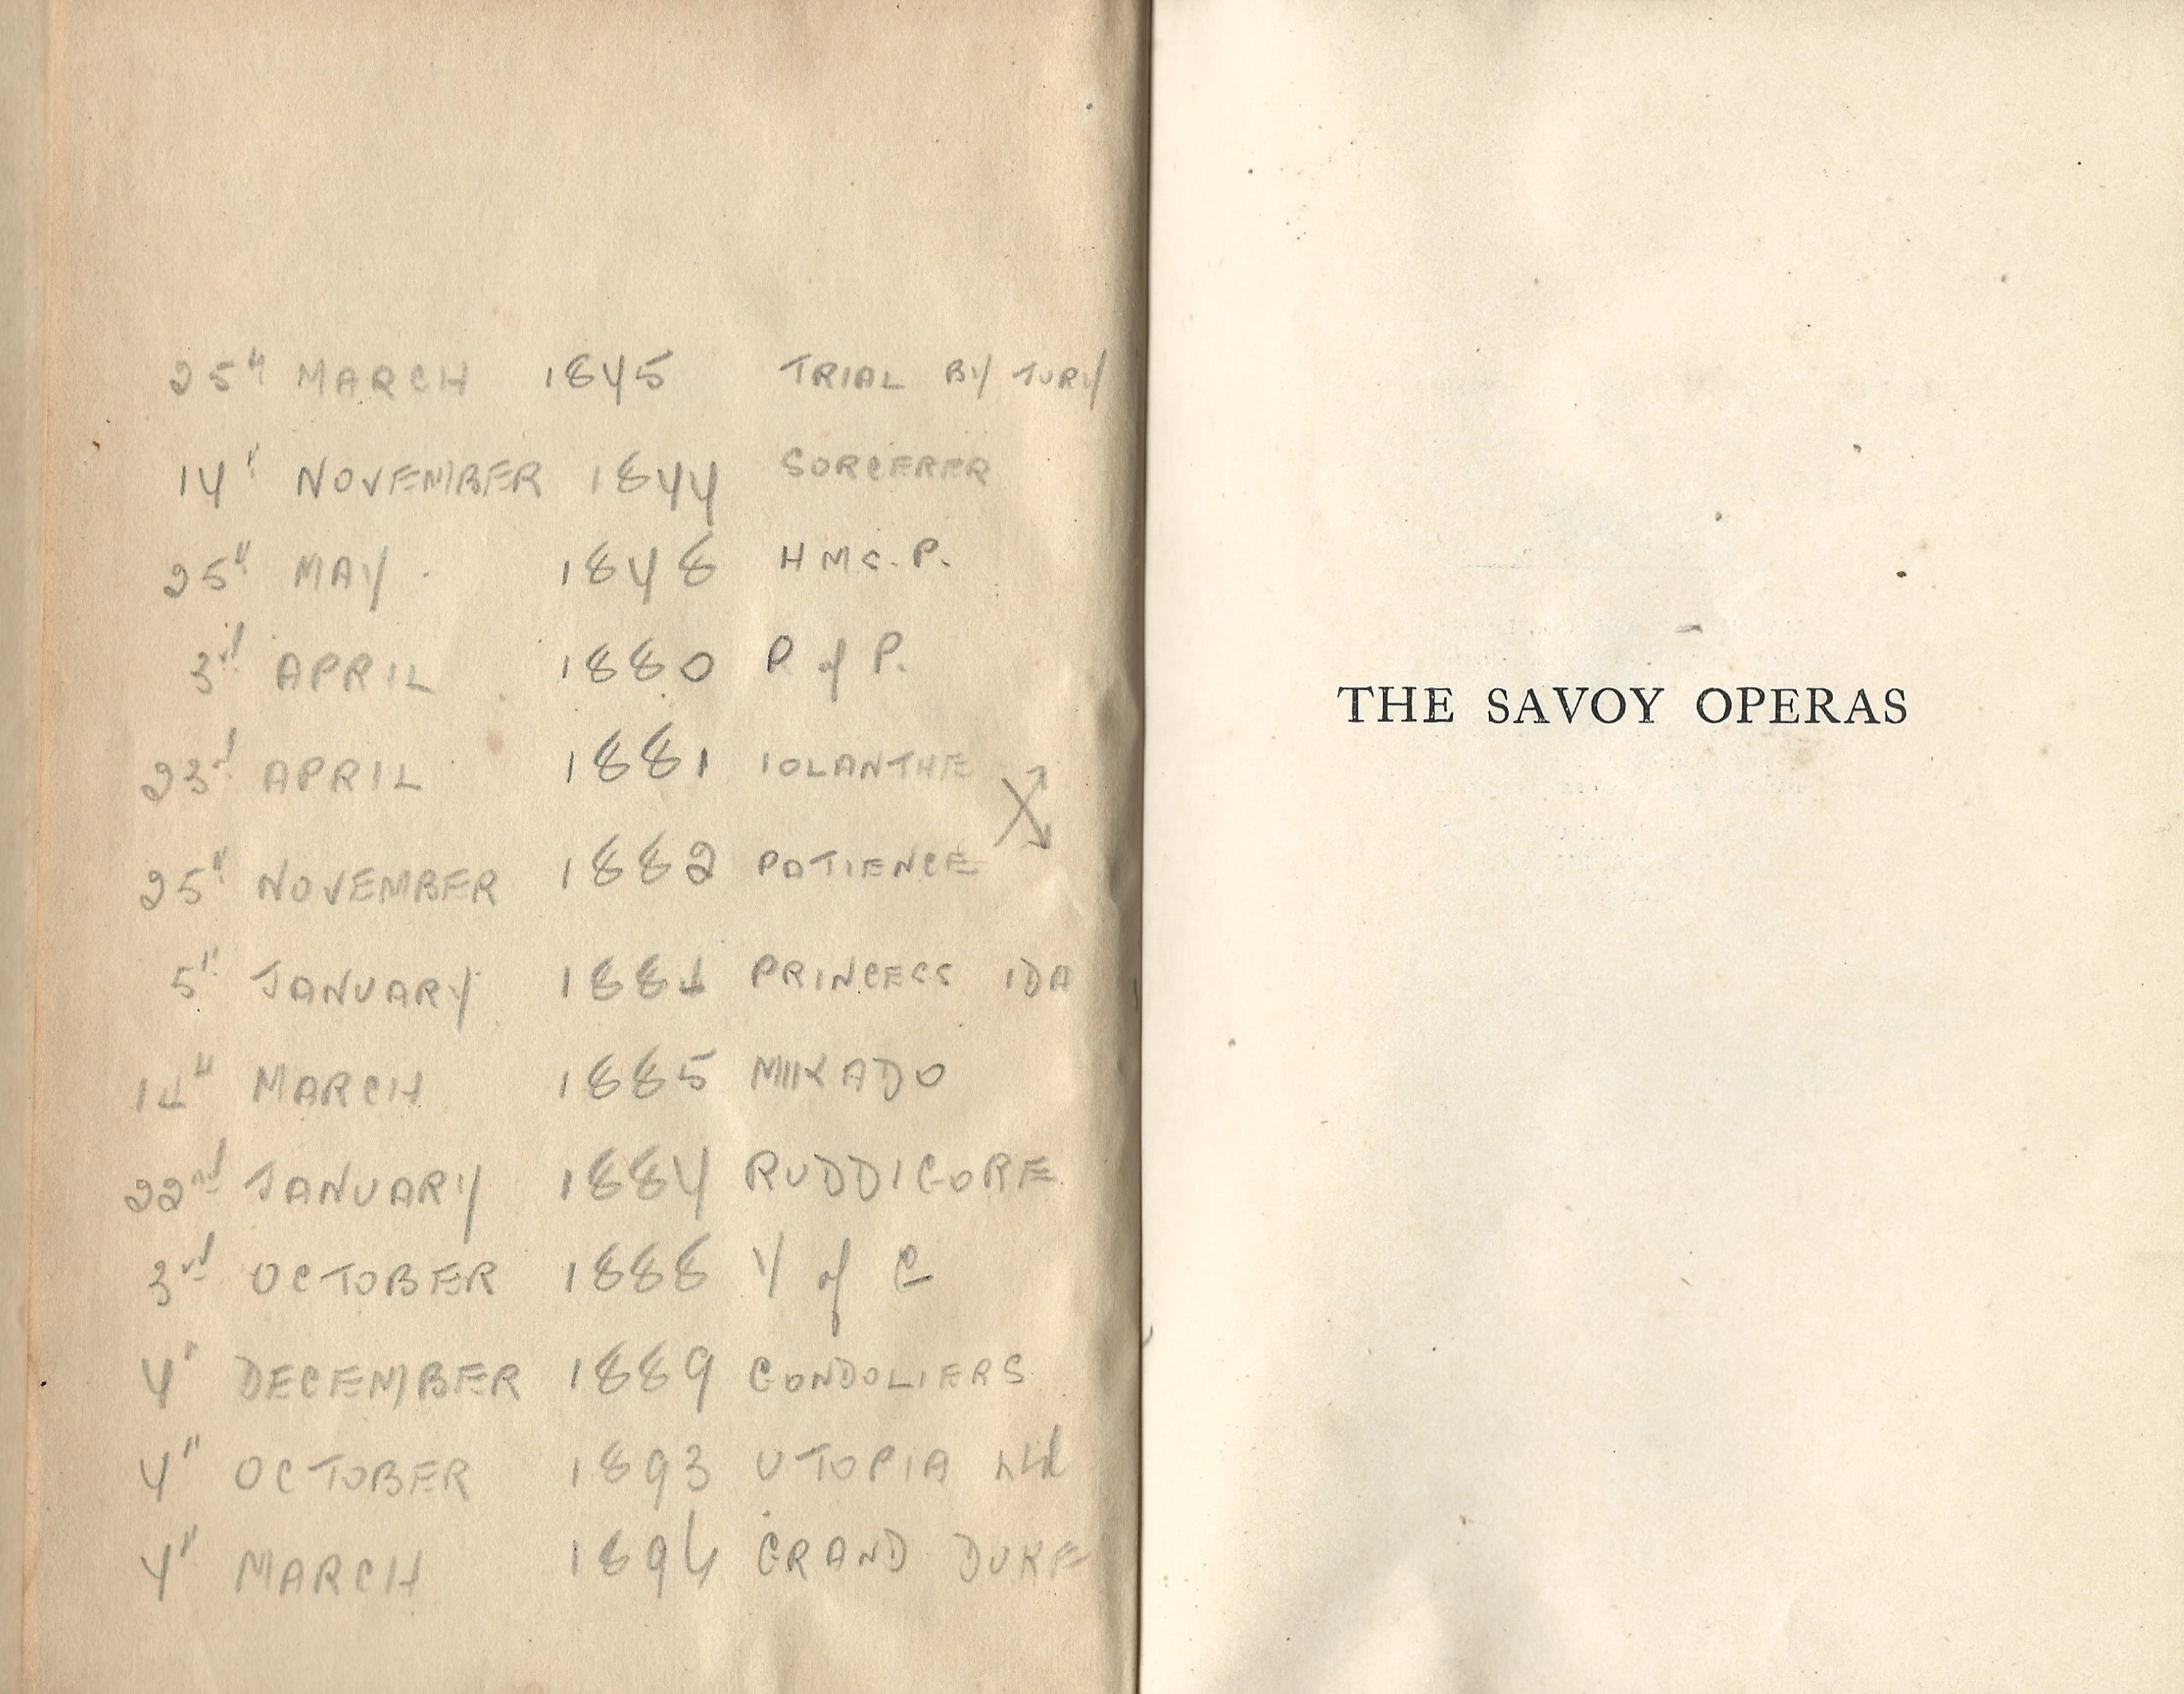 25th MARCH 1875 TRIAL BY JURY
17th NOVEMBER 1877 SORCERER
25th MAY 1878 H M S. P.
3rd APRIL 1880 P of P.
23rd APRIL 1881 IOLANTHE
25th NOVEMBER 1882 PATIENCE
5th JANUARY 1884 PRINCESS IDA
14th MARCH 1885 MIKADO
22nd JANUARY 1887 RUDDIGORE
3rd OCTOBER 1888 Y of G
7th DECEMBER 1889 GONDOLIERS
7th OCTOBER 1893 UTOPIA Ltd
7th MARCH 1896 GRAND DUKE
THE SAVOY OPERAS